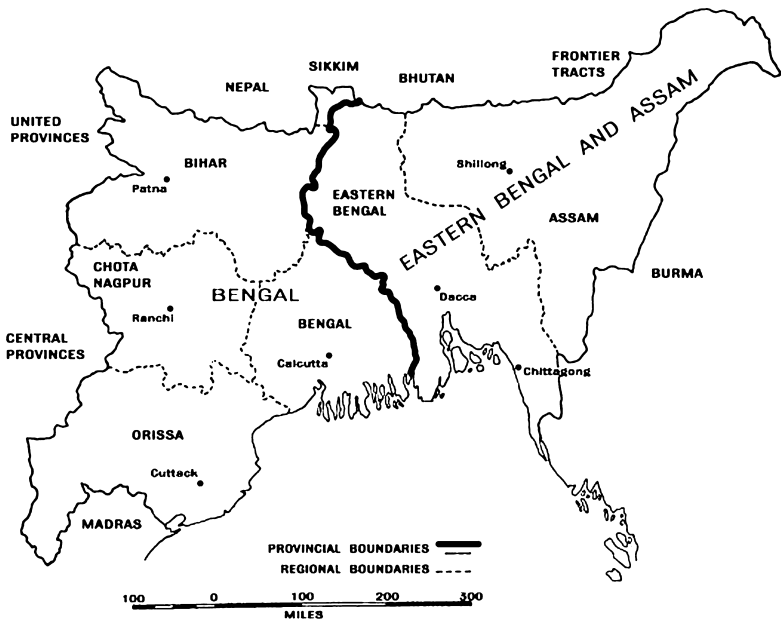 SIKKIM
NEPAL
BHUTAN
FRONTIER
TRACTS
UNITED
PROVINCES
BIHAR
Patna
EASTERN
BENGAL
Shillong
EASTERN BENGAL AND ASSAM
ASSAM
CHOTA
NAGPUR
BENGAL
Ranchi
Dacca
BURMA
BENGAL
CENTRAL
PROVINCES
Calcutta
Chittagong
ORISSA
Cuttack
MADRAS
PROVINCIAL BOUNDARIES
REGIONAL BOUNDARIES
100 0 100 200 300
MILES